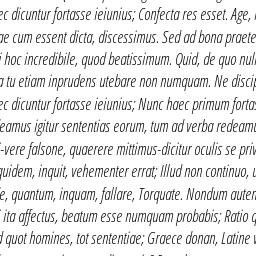 ec dicuntur fortasse ieiunius; Confecta res esset. Age,
ae cum essent dicta, discessimus. Sed ad bona praete
i hoc incredibile, quod beatissimum. Quid, de quo nul
a tu etiam inprudens utebare non numquam. Ne discip
ec dicuntur fortasse ieiunius; Nunc haec primum forta
eamus igitur sententias eorum, tum ad verba redeamu
-vere falsone, quaerere mittimus-dicitur oculis se priv
quidem, inquit, vehementer errat; Illud non continuo, u
e, quantum, inquam, fallare, Torquate. Nondum auten
ita affectus, beatum esse numquam probabis; Ratio q
d quot homines, tot sententiae; Graece donan, Latine v